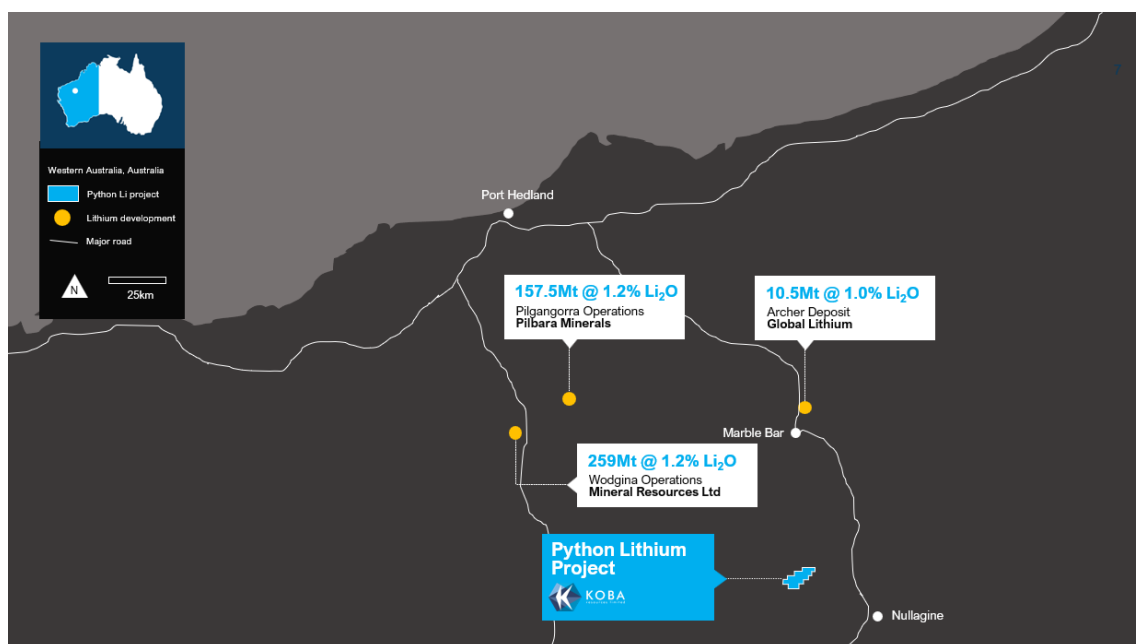 7
Western Australia, Australia
Python Li project
Lithium development
Major road
N
25km
Port Hedland
157.5Mt @ 1.2% Li₂O
Pilgangorra Operations
Pilbara Minerals
10.5Mt @ 1.0% Li₂O
Archer Deposit
Global Lithium
Marble Bar
259Mt @ 1.2% Li₂O
Wodgina Operations
Mineral Resources Ltd
Python Lithium
Project
KOBA
Nullagine